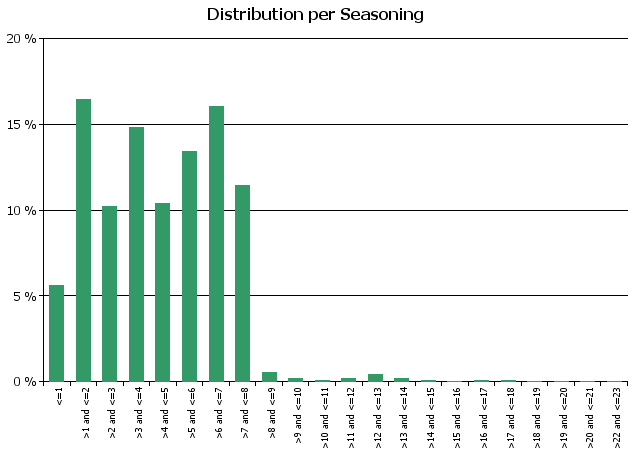 Distribution per Seasoning
20 %
15 %
10 %
5 %
0 %
<=1
>1 and <=2
>2 and <=3
>3 and <=4
>4 and <=5
>5 and <=6
>6 and <=7
>7 and <=8
>8 and <=9
>9 and <=10
>10 and <=11
>11 and <=12
>12 and <=13
>13 and <=14
>14 and <=15
>15 and <=16
>16 and <=17
>17 and <=18
>18 and <=19
>19 and <=20
>20 and <=21
>22 and <=23